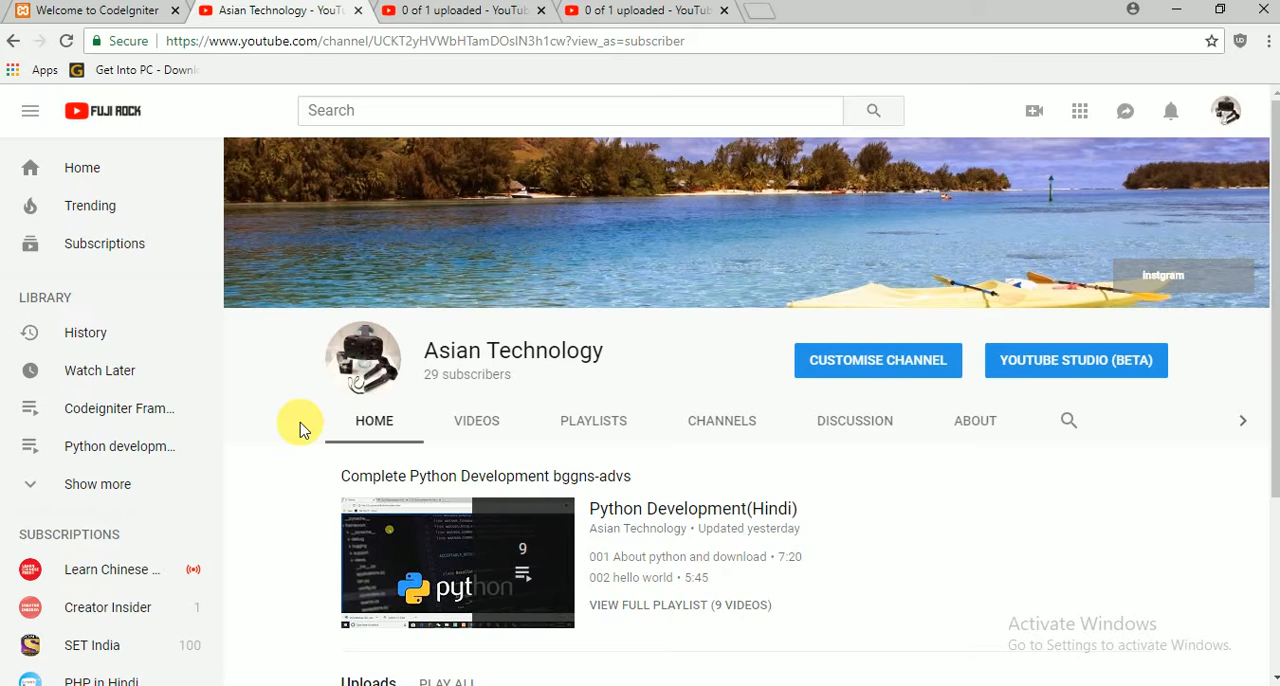 Welcome to CodeIgniter
Asian Technology - YouTu
0 of 1 uploaded - YouTub
0 of 1 uploaded - YouTub
Secure https://www.youtube.com/channel/UCKT2yHVWbHTamDOsIN3h1cw?view_as=subscriber
Apps G Get Into PC - Downl
FUJI ROCK
Search
Home
Trending
Subscriptions
instgram
LIBRARY
History
Watch Later
Codeigniter Fram...
Python developm...
Show more
Asian Technology
29 subscribers
CUSTOMISE CHANNEL
YOUTUBE STUDIO (BETA)
HOME VIDEOS PLAYLISTS CHANNELS DISCUSSION ABOUT
Complete Python Development bggns-advs
9
python
Python Development(Hindi)
Asian Technology • Updated yesterday
001 About python and download • 7:20
002 hello world • 5:45
VIEW FULL PLAYLIST (9 VIDEOS)
SUBSCRIPTIONS
Learn Chinese ...
Creator Insider 1
SET India 100
PHP in Hindi
Activate Windows
Go to Settings to activate Windows.
Uploads PLAY ALL